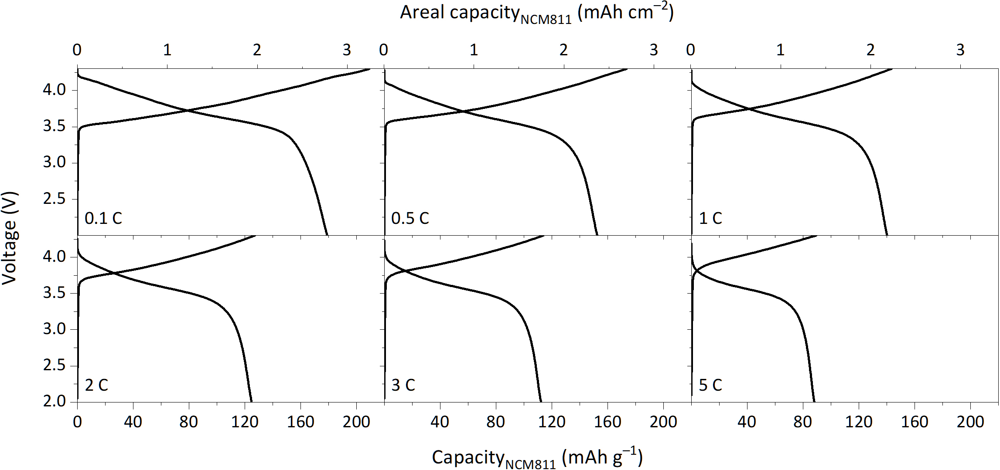 Areal capacityNCM811 (mAh cm–2)
0 1 2 3 0 1 2 3 0 1 2 3
Voltage (V)
4.0
3.5
3.0
2.5
0.1 C 0.5 C 1 C
4.0
3.5
3.0
2.5
2.0
2 C 3 C 5 C
0 40 80 120 160 200 40 80 120 160 200 40 80 120 160 200
CapacityNCM811 (mAh g–1)